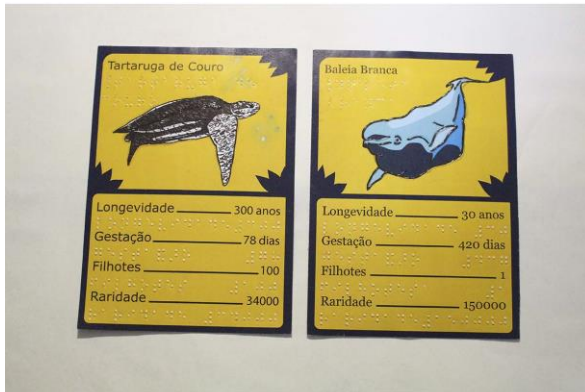 Tartaruga de Couro
Longevidade 300 anos
Gestação 78 dias
Filhotes 100
Raridade 34000
Baleia Branca
Longevidade 30 anos
Gestação 420 dias
Filhotes 1
Raridade 150000